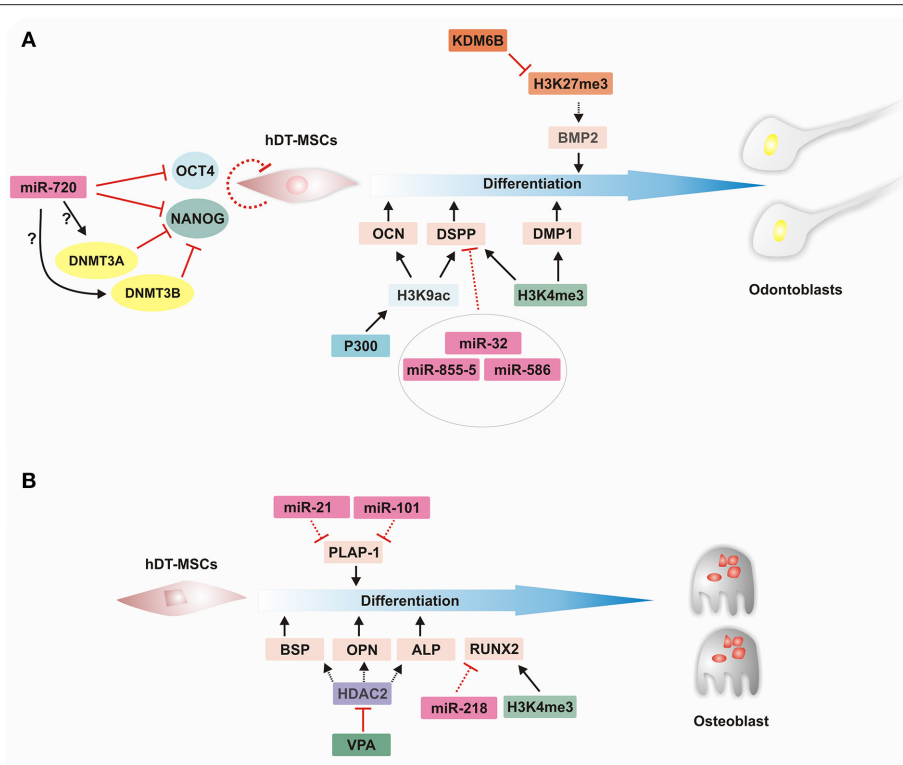 A
KDM6B
H3K27me3
BMP2
hDT-MSCs
OCT4
miR-720
NANOG
?
?
DNMT3A
DNMT3B
Differentiation
OCN
DSPP
DMP1
H3K9ac
H3K4me3
P300
miR-32
miR-855-5
miR-586
Odontoblasts
B
miR-21
miR-101
PLAP-1
hDT-MSCs
Differentiation
BSP
OPN
ALP
RUNX2
HDAC2
miR-218
H3K4me3
VPA
Osteoblast